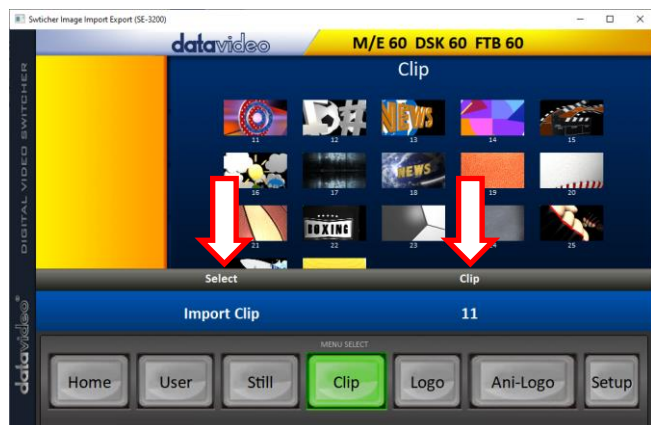 Swticher Image Import Export (SE-3200)
datavideo
M/E 60 DSK 60 FTB 60
DIGITAL VIDEO SWITCHER
Clip
11 12 13 14 15
NEWS
16 17 18 19 20
NEWS
21 22 23 24 25
BOXING
Select Clip
Import Clip 11
datavideo
MENU SELECT
Home User Still Clip Logo Ani-Logo Setup